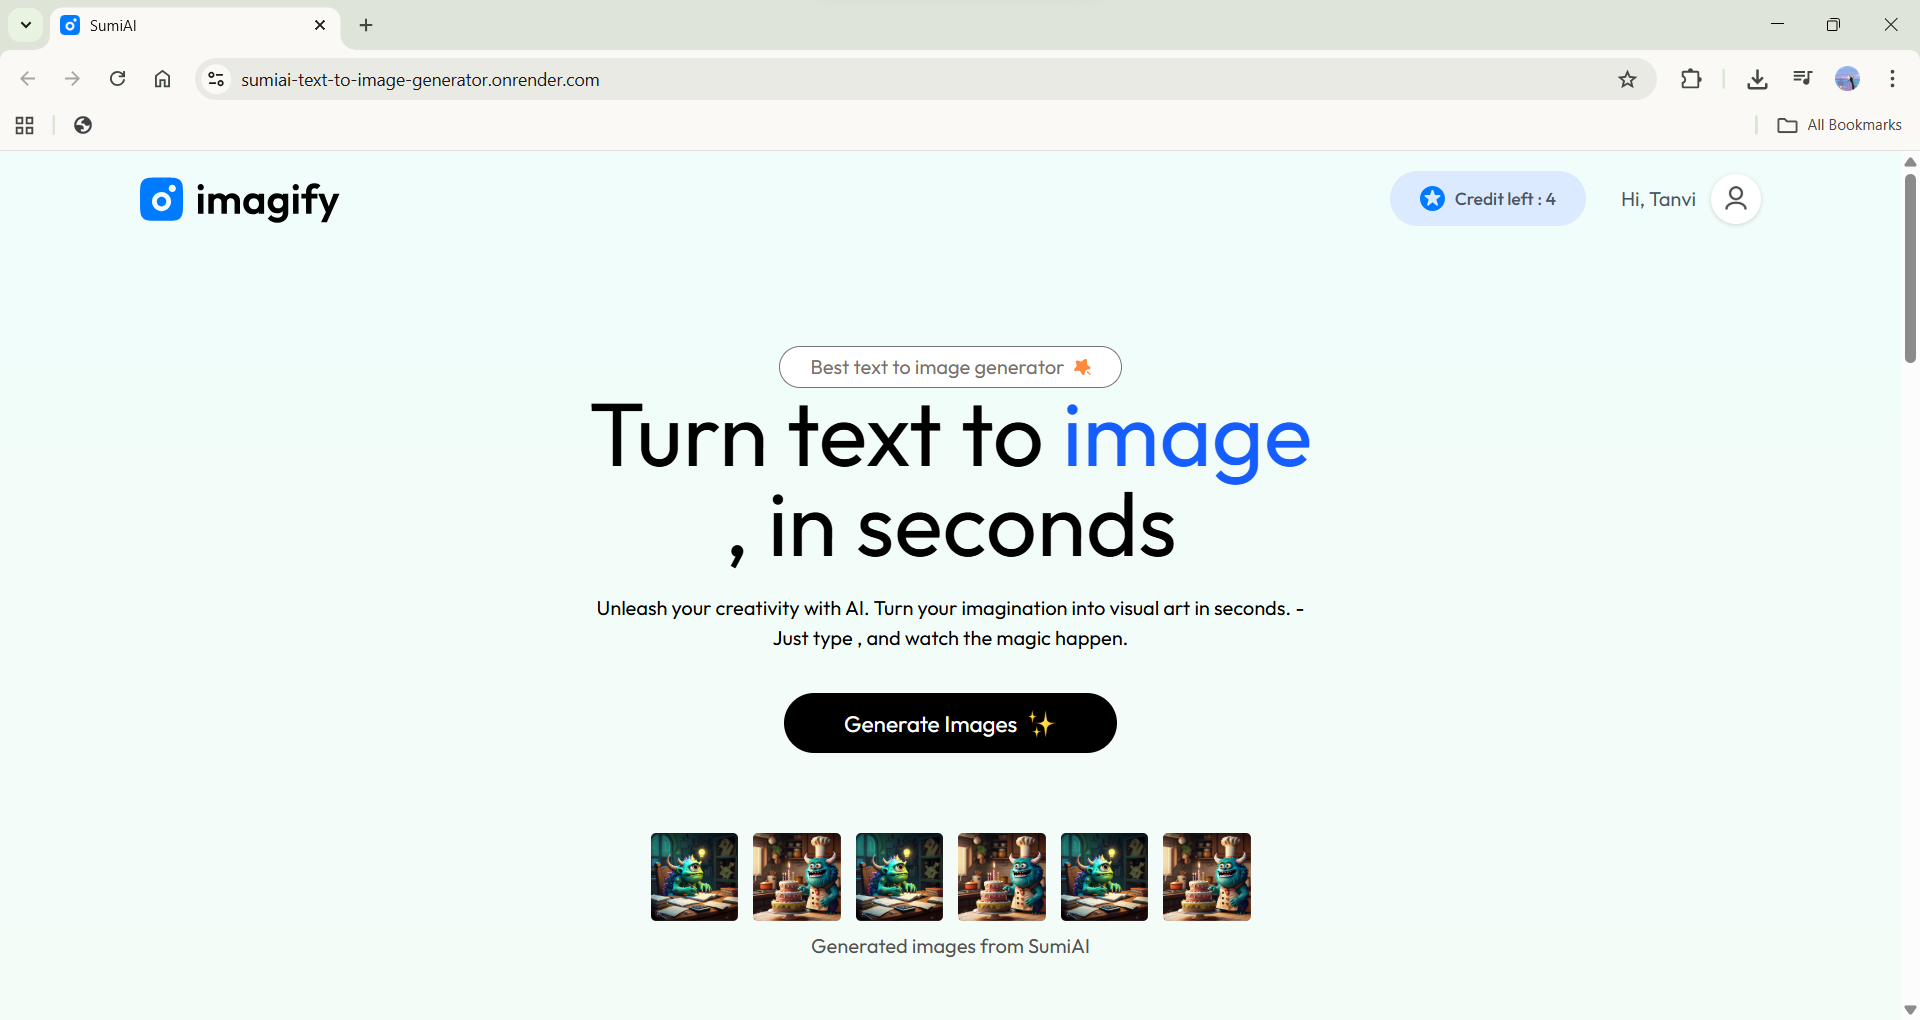 SumiAI
sumiai-text-to-image-generator.onrender.com
All Bookmarks
imagify
Credit left : 4
Hi, Tanvi
Best text to image generator
Turn text to image
, in seconds
Unleash your creativity with AI. Turn your imagination into visual art in seconds. -
Just type , and watch the magic happen.
Generate Images
Generated images from SumiAI